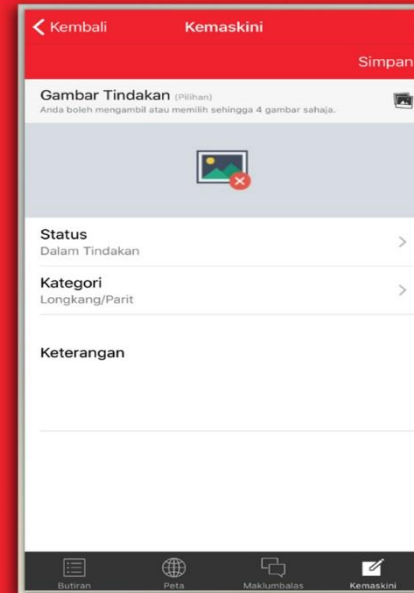 Kembali Kemaskini
Simpan
Gambar Tindakan (Pilihan)
Anda boleh mengambil atau memilih sehingga 4 gambar sahaja.
Status
Dalam Tindakan
Kategori
Longkang/Parit
Keterangan
Butiran Peta Maklumbalas Kemaskini